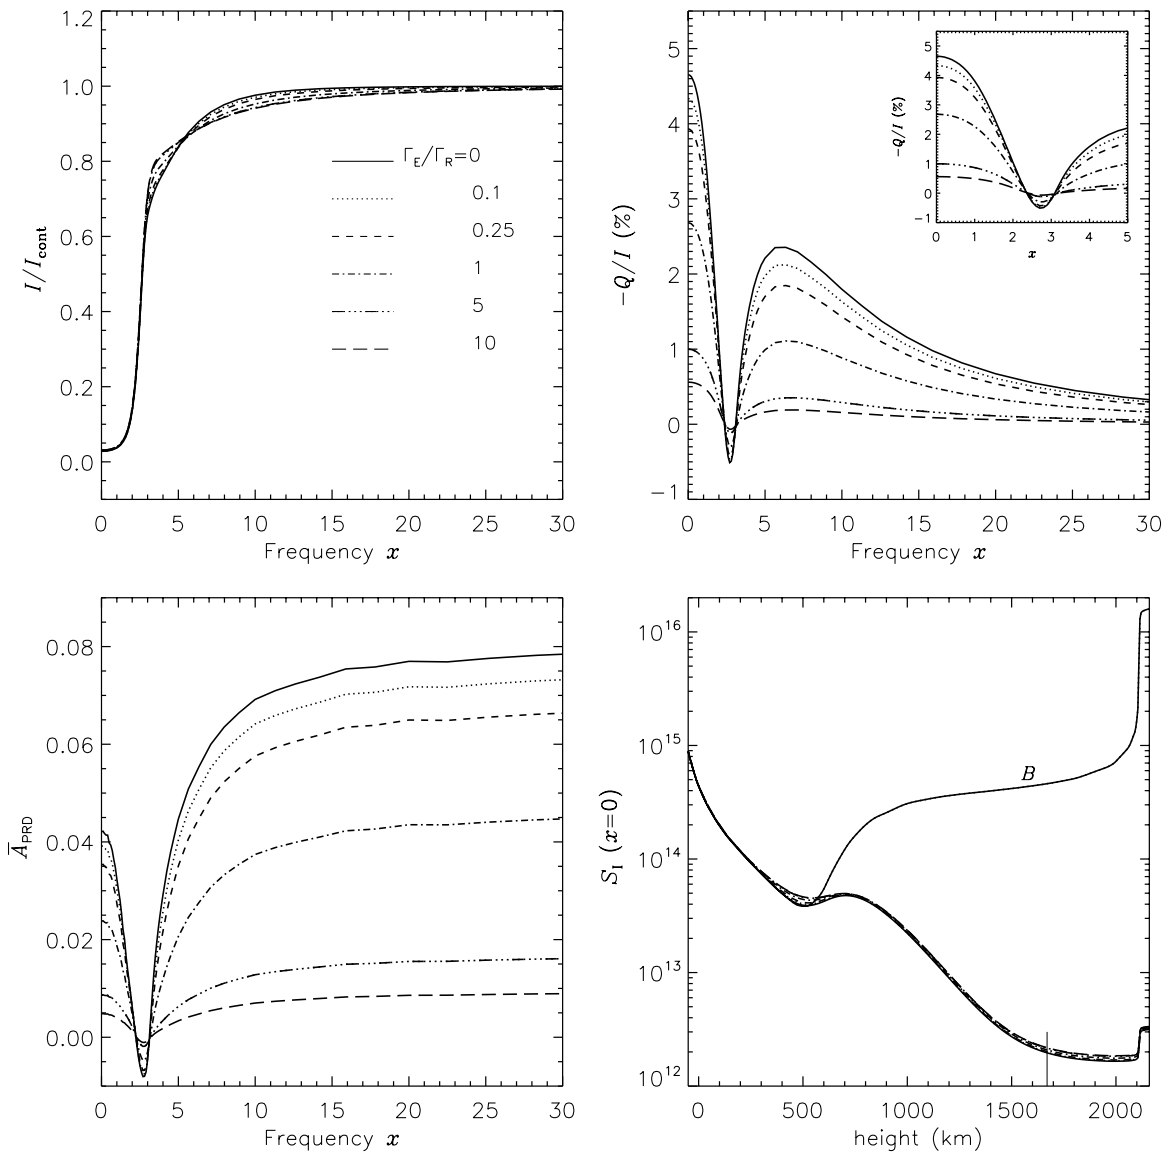 1.2
1.0
0.8
0.6
0.4
0.2
0.0
I/I_cont
Γ_E/Γ_R=0
0.1
0.25
1
5
10
0 5 10 15 20 25 30
Frequency x
5
4
3
2
1
0
−1
−Q/I (%)
0 5 10 15 20 25 30
Frequency x
5
4
3
2
1
0
−1
−Q/I (%)
0 1 2 3 4 5
x
0.08
0.06
0.04
0.02
0.00
A̅_PRD
0 5 10 15 20 25 30
Frequency x
10^16
10^15
10^14
10^13
10^12
S_I (x=0)
B
0 500 1000 1500 2000
height (km)